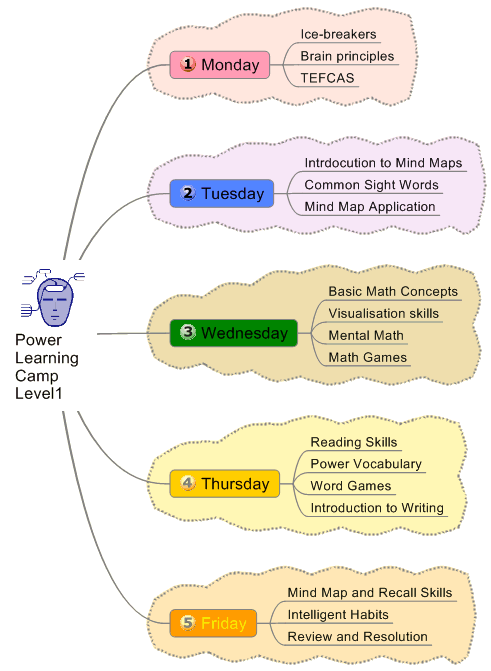 1 Monday
Ice-breakers
Brain principles
TEFCAS
2 Tuesday
Intrdocution to Mind Maps
Common Sight Words
Mind Map Application
Power
Learning
Camp
Level1
3 Wednesday
Basic Math Concepts
Visualisation skills
Mental Math
Math Games
4 Thursday
Reading Skills
Power Vocabulary
Word Games
Introduction to Writing
5 Friday
Mind Map and Recall Skills
Intelligent Habits
Review and Resolution